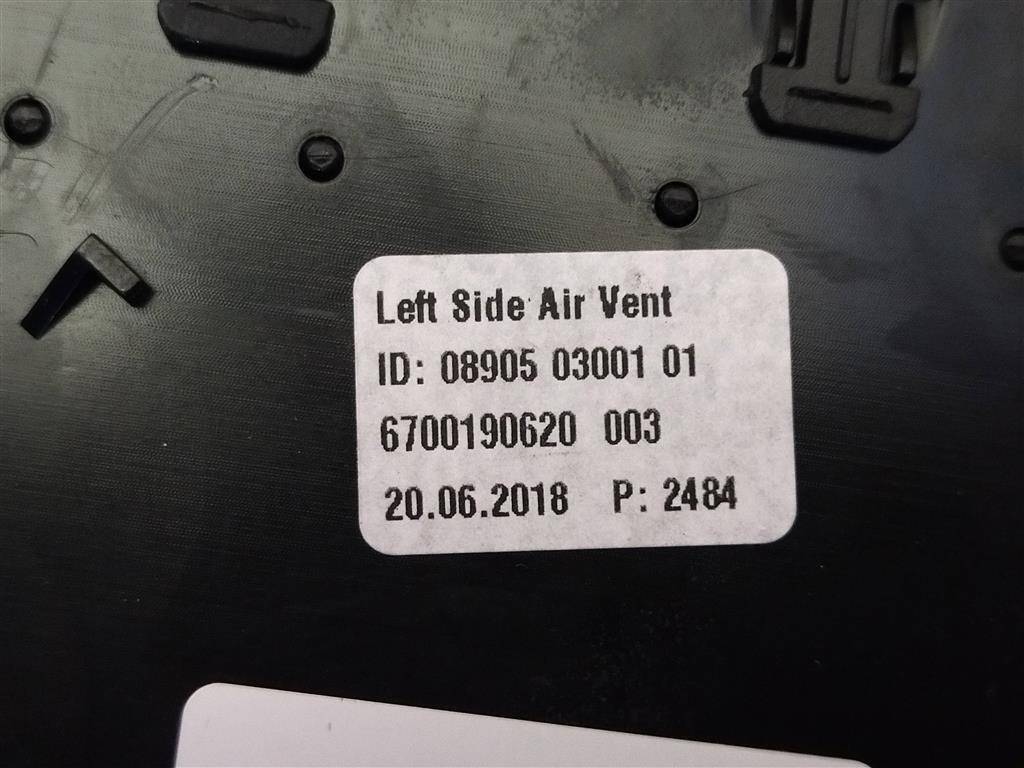 Left Side Air Vent
ID: 08905 03001 01
6700190620 003
20.06.2018 P: 2484